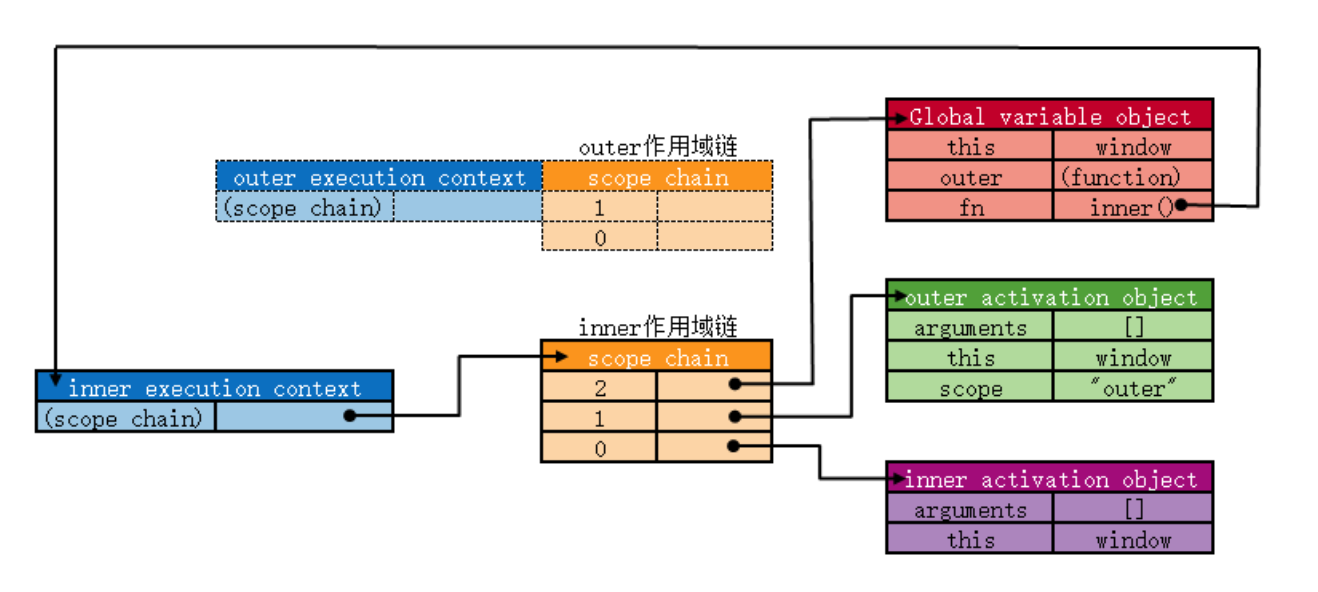 outer作用域链
outer execution context
scope chain
(scope chain)
1
0
Global variable object
this window
outer (function)
fn inner()
outer activation object
arguments []
this window
scope "outer"
inner作用域链
scope chain
2
1
0
inner execution context
(scope chain)
inner activation object
arguments []
this window